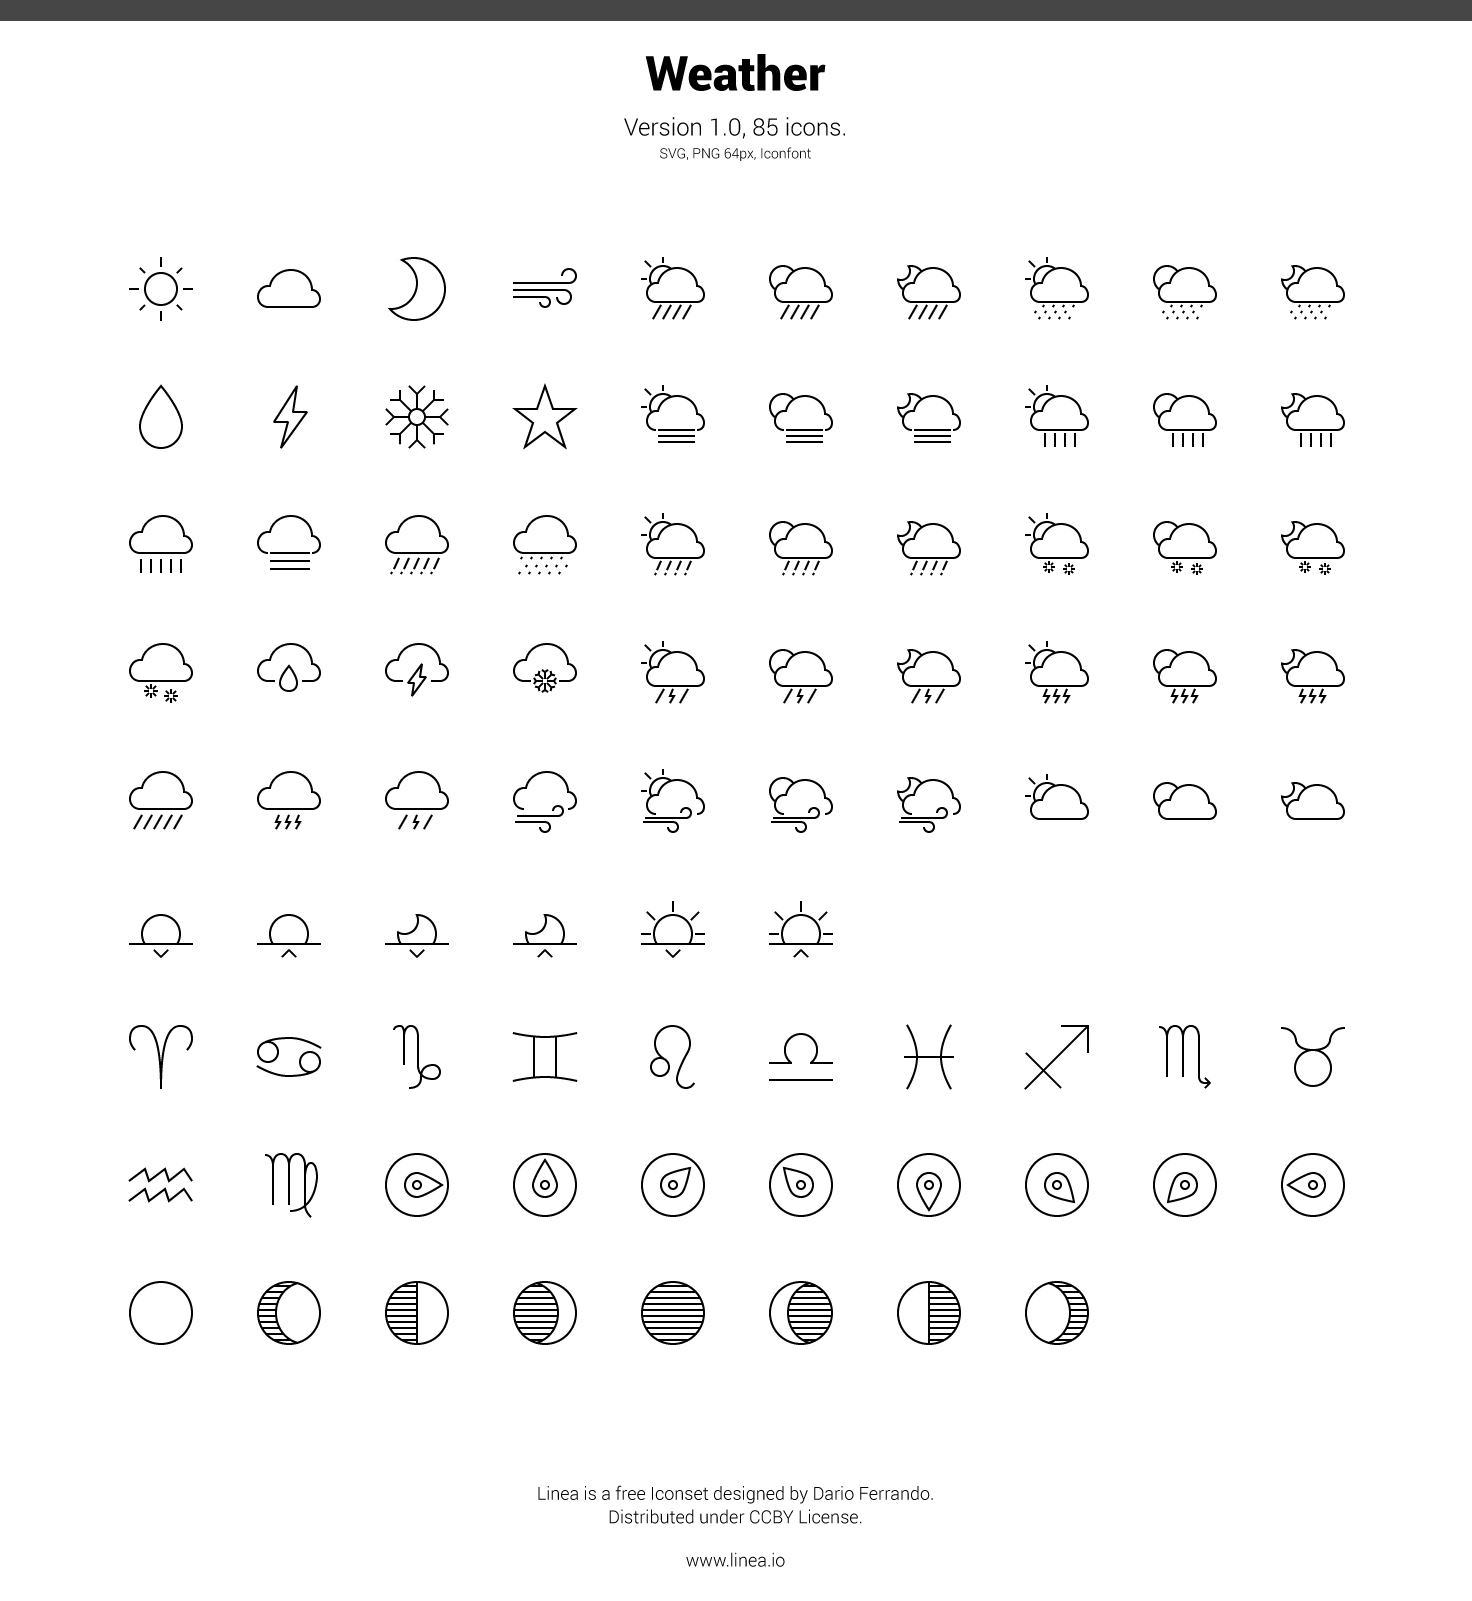 Weather
Version 1.0, 85 icons.
SVG, PNG 64px, Iconfont
Linea is a free Iconset designed by Dario Ferrando.
Distributed under CCBY License.
www.linea.io